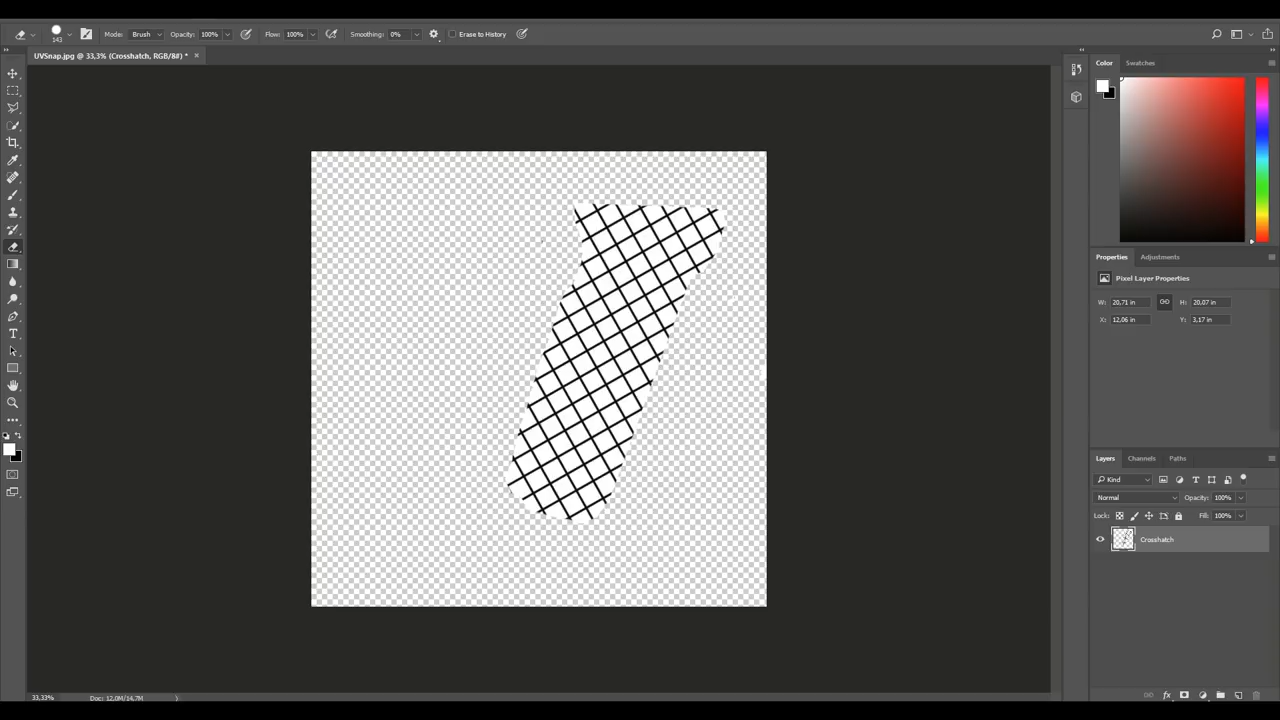 143 Mode: Brush Opacity: 100% Flow: 100% Smoothing: 0% Erase to History
UVSnap.jpg @ 33,3% (Crosshatch, RGB/8#) * ×
Color Swatches
Properties Adjustments
Pixel Layer Properties
W: 20,71 in H: 20,07 in
X: 12,06 in Y: 3,17 in
Layers Channels Paths
Kind
Normal Opacity: 100%
Lock: Fill: 100%
Crosshatch
33,33% Doc: 12,0M/14,7M